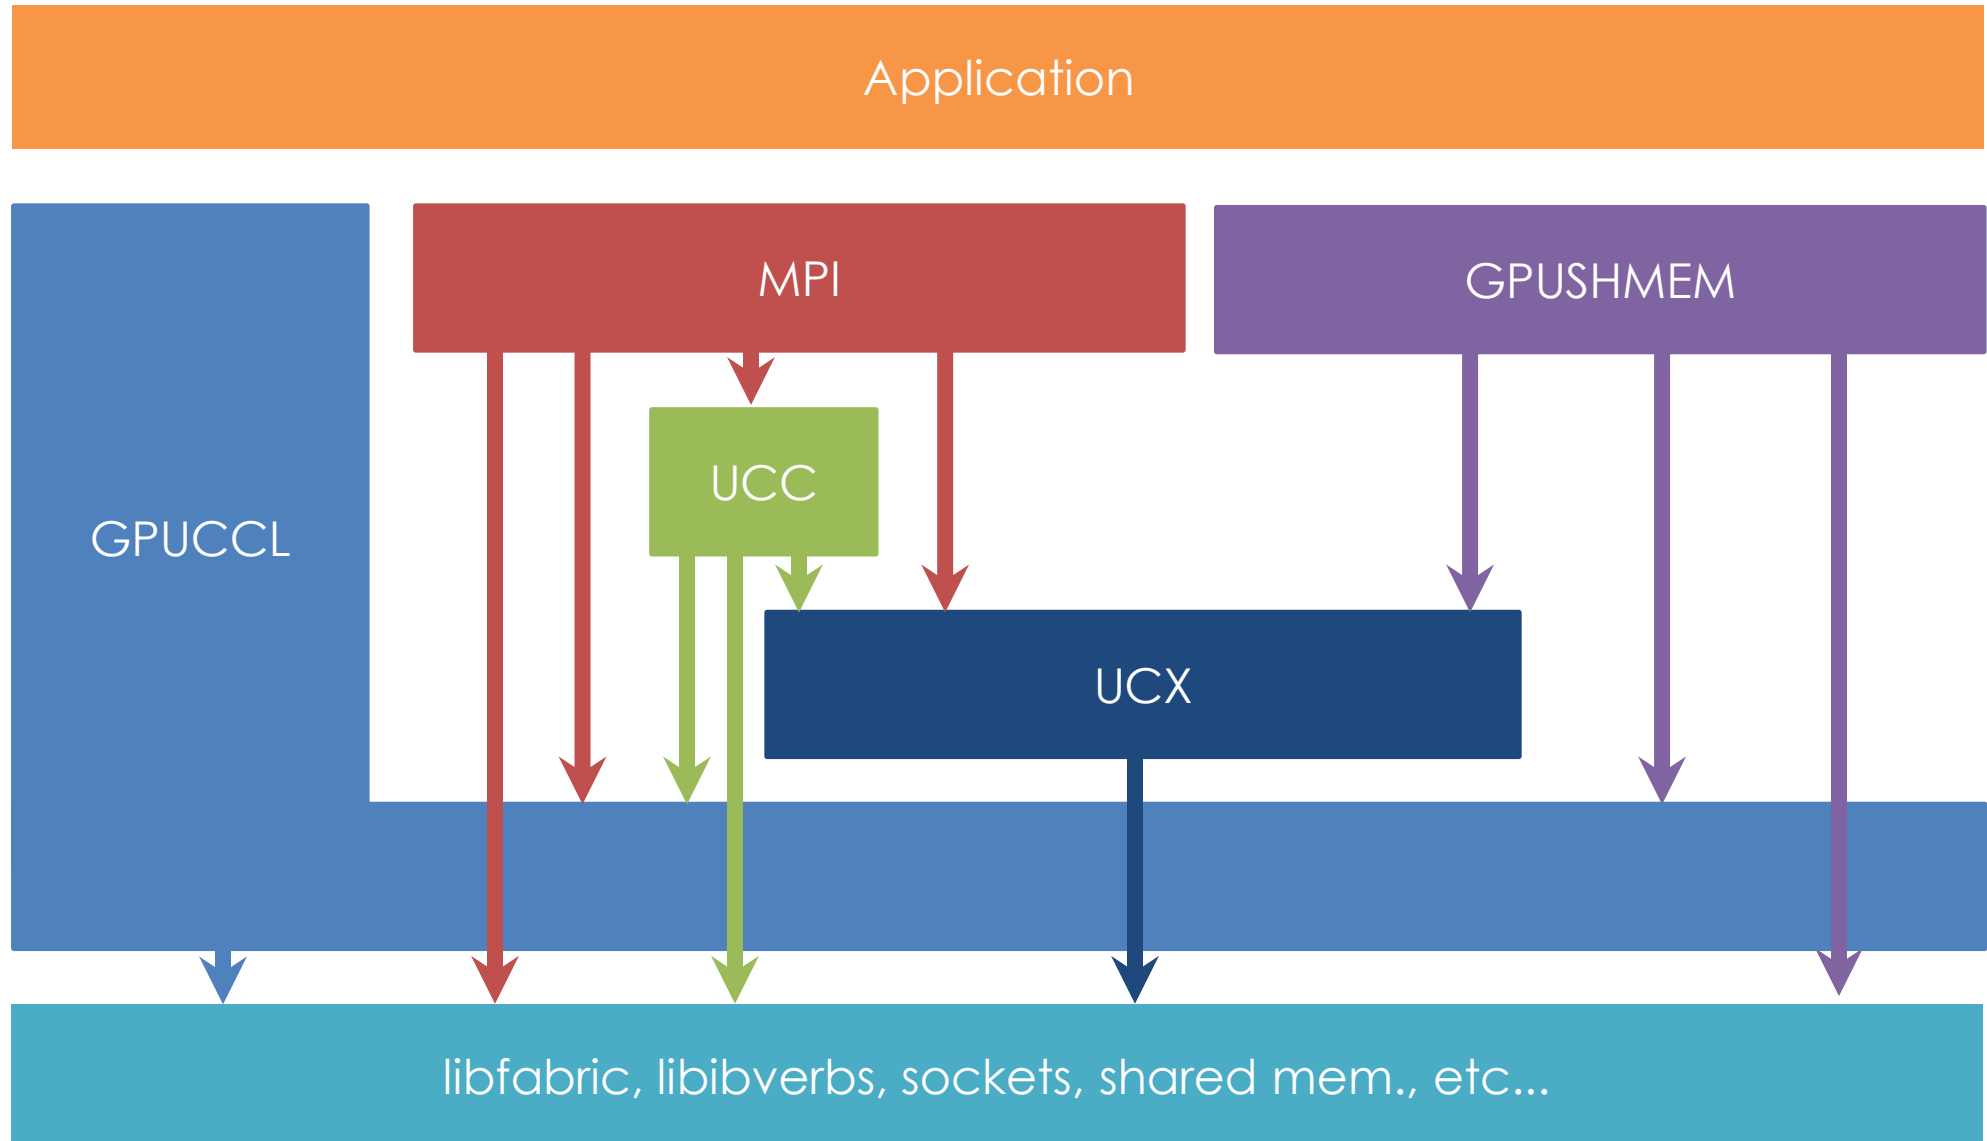 Application
MPI
GPUSHMEM
UCC
GPUCCL
UCX
libfabric, libibverbs, sockets, shared mem., etc...